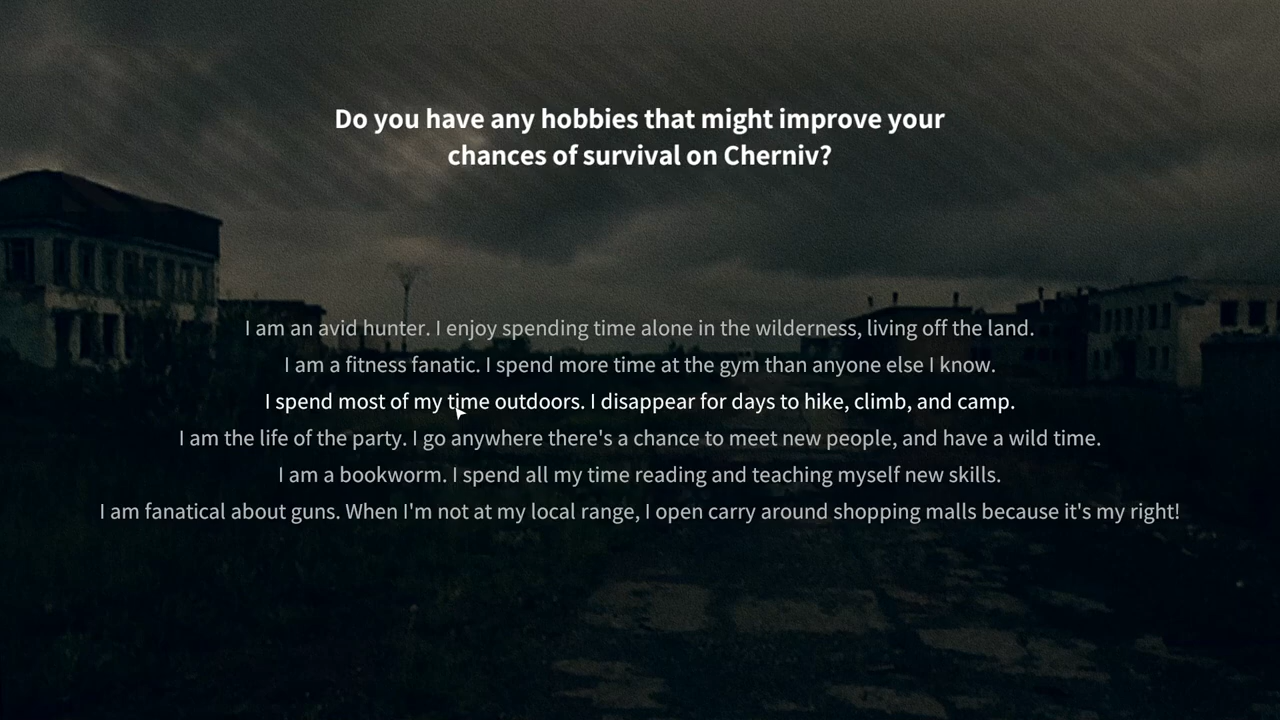 Do you have any hobbies that might improve your
chances of survival on Cherniv?
I am an avid hunter. I enjoy spending time alone in the wilderness, living off the land.
I am a fitness fanatic. I spend more time at the gym than anyone else I know.
I spend most of my time outdoors. I disappear for days to hike, climb, and camp.
I am the life of the party. I go anywhere there's a chance to meet new people, and have a wild time.
I am a bookworm. I spend all my time reading and teaching myself new skills.
I am fanatical about guns. When I'm not at my local range, I open carry around shopping malls because it's my right!